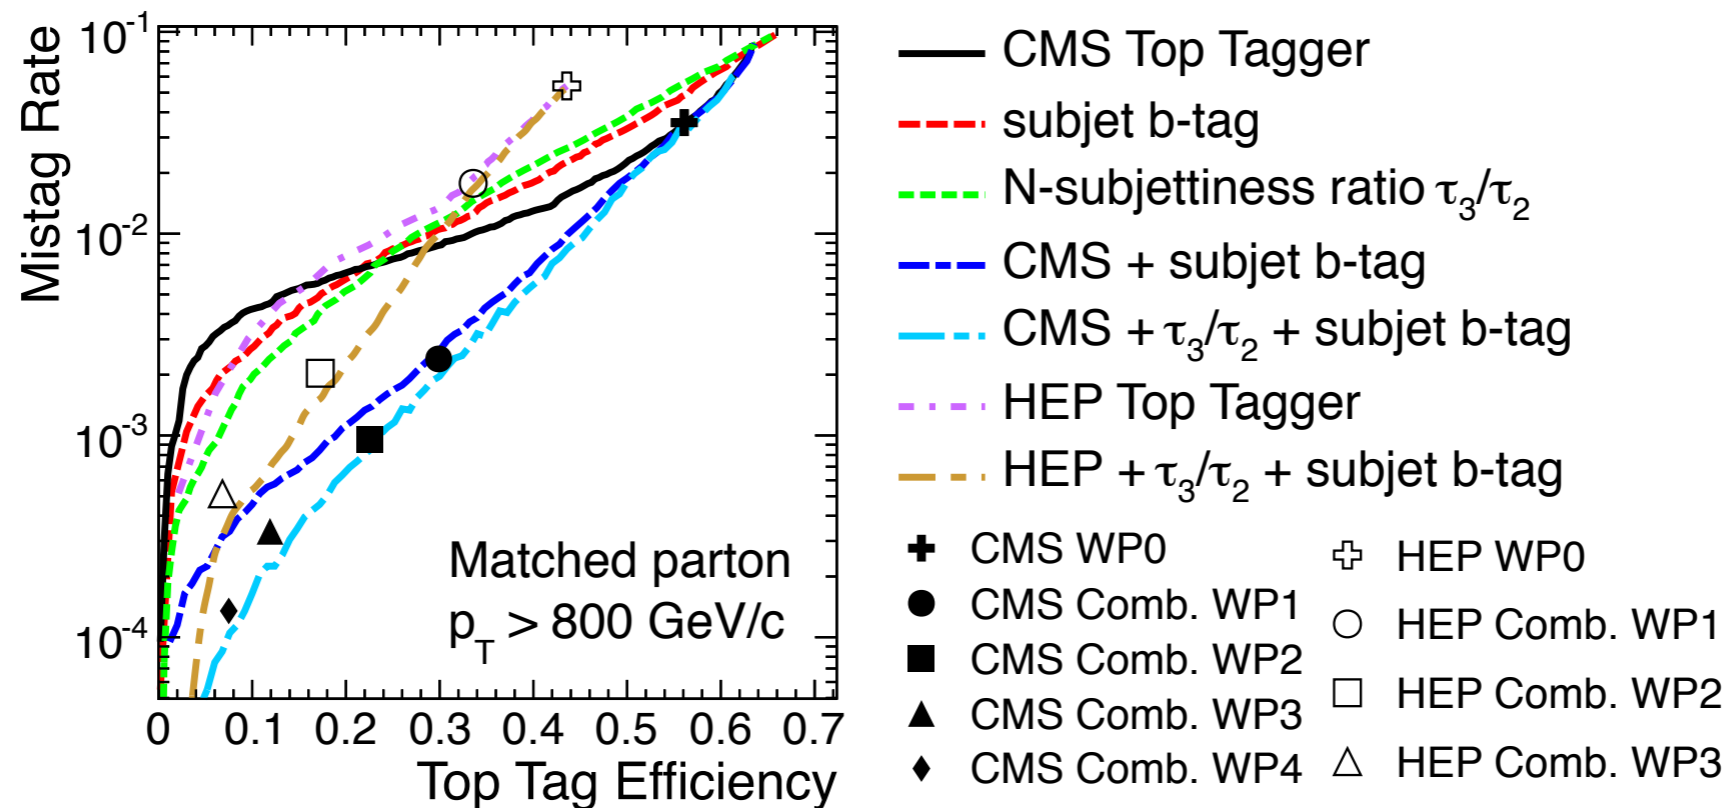 Mistag Rate
10-1
10-2
10-3
10-4
0 0.1 0.2 0.3 0.4 0.5 0.6 0.7
Top Tag Efficiency
Matched parton
pT > 800 GeV/c
CMS Top Tagger
subjet b-tag
N-subjettiness ratio τ3/τ2
CMS + subjet b-tag
CMS + τ3/τ2 + subjet b-tag
HEP Top Tagger
HEP + τ3/τ2 + subjet b-tag
CMS WP0
CMS Comb. WP1
CMS Comb. WP2
CMS Comb. WP3
CMS Comb. WP4
HEP WP0
HEP Comb. WP1
HEP Comb. WP2
HEP Comb. WP3